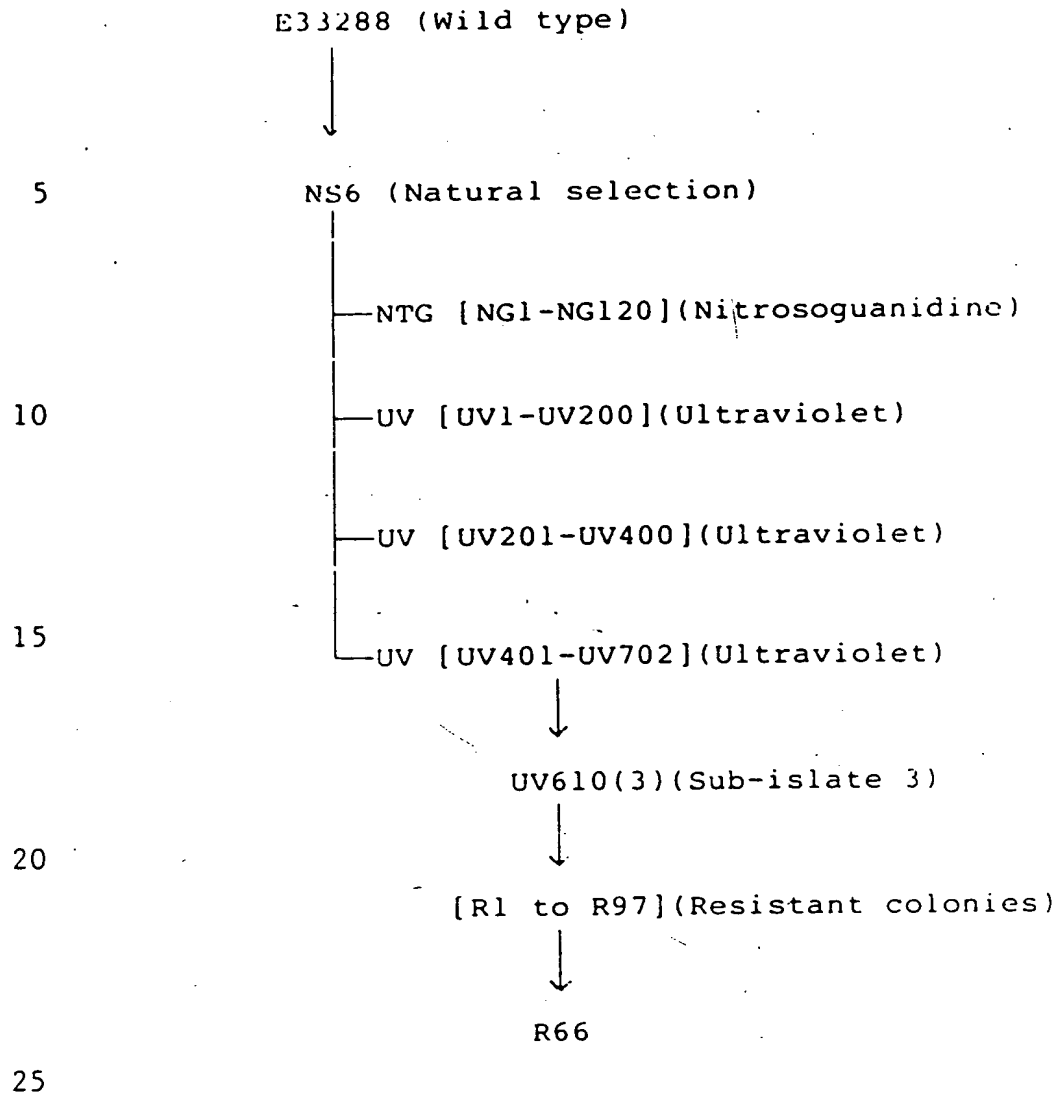 E33288 (Wild type)
5 NS6 (Natural selection)
NTG [NG1-NG120](Nitrosoguanidine)
10 UV [UV1-UV200](Ultraviolet)
UV [UV201-UV400](Ultraviolet)
15 UV [UV401-UV702](Ultraviolet)
UV610(3)(Sub-islate 3)
20
[R1 to R97](Resistant colonies)
R66
25